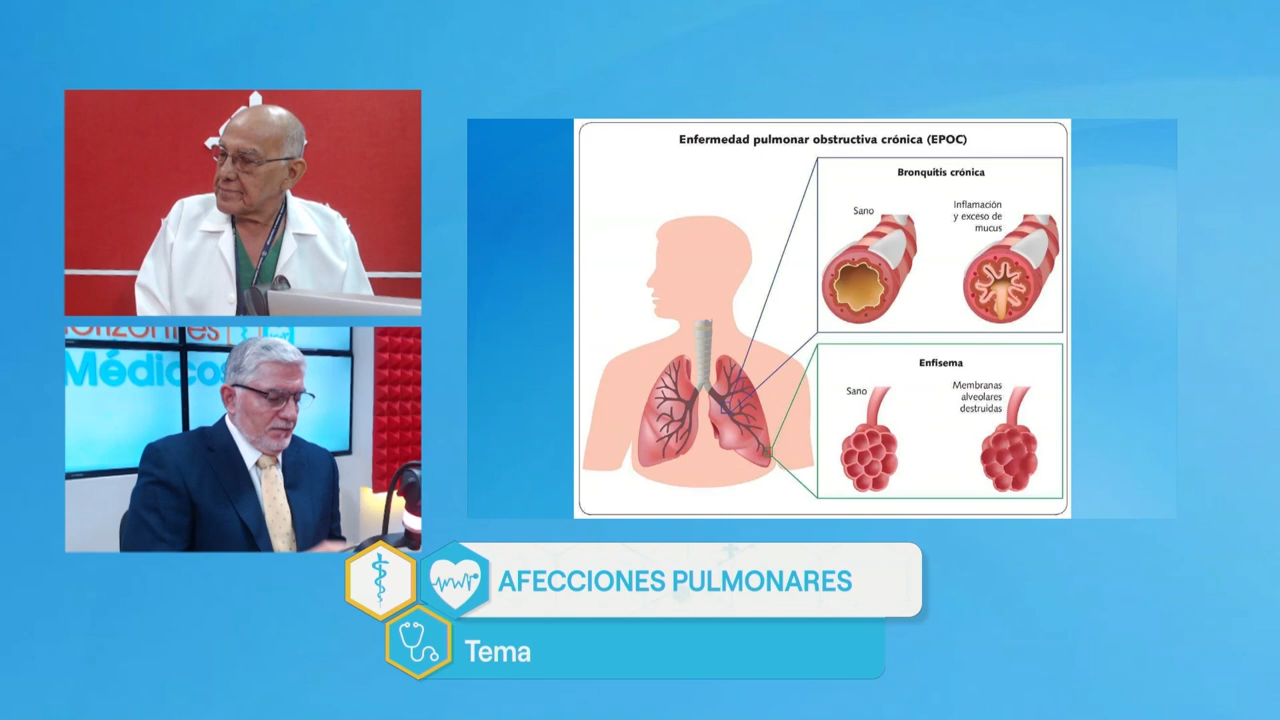 Médicos
Enfermedad pulmonar obstructiva crónica (EPOC)
Bronquitis crónica
Sano
Inflamación
y exceso de
mucus
Enfisema
Sano
Membranas
alveolares
destruidas
AFECCIONES PULMONARES
Tema